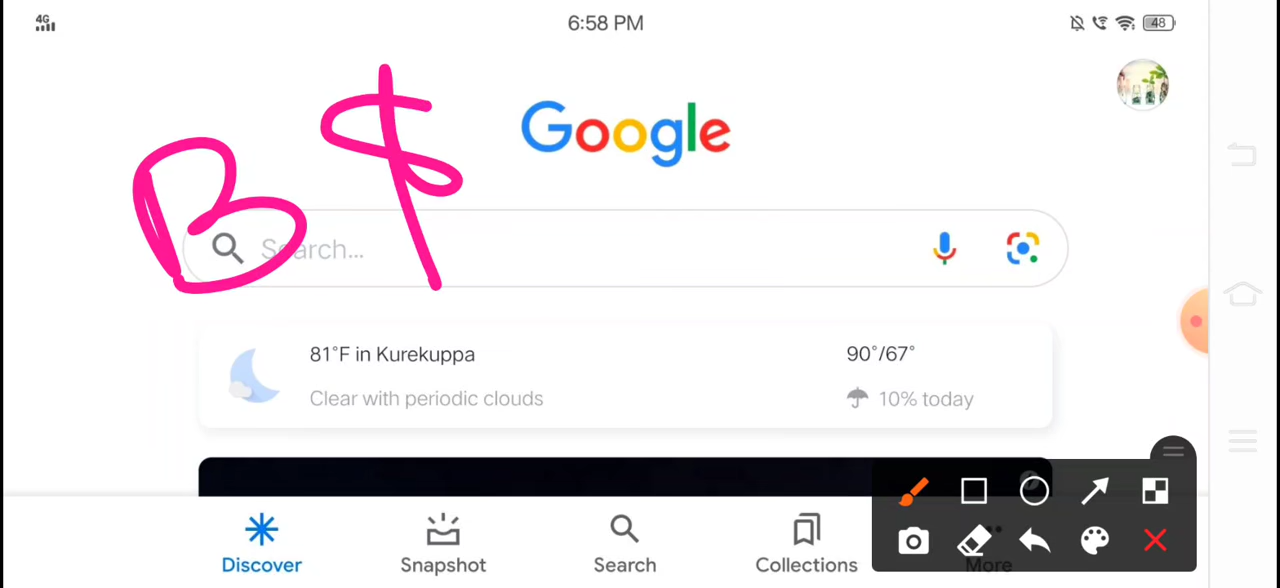 4G 6:58 PM 48
B $
Google
Search...
81°F in Kurekuppa 90°/67°
Clear with periodic clouds 10% today
Discover Snapshot Search Collections More